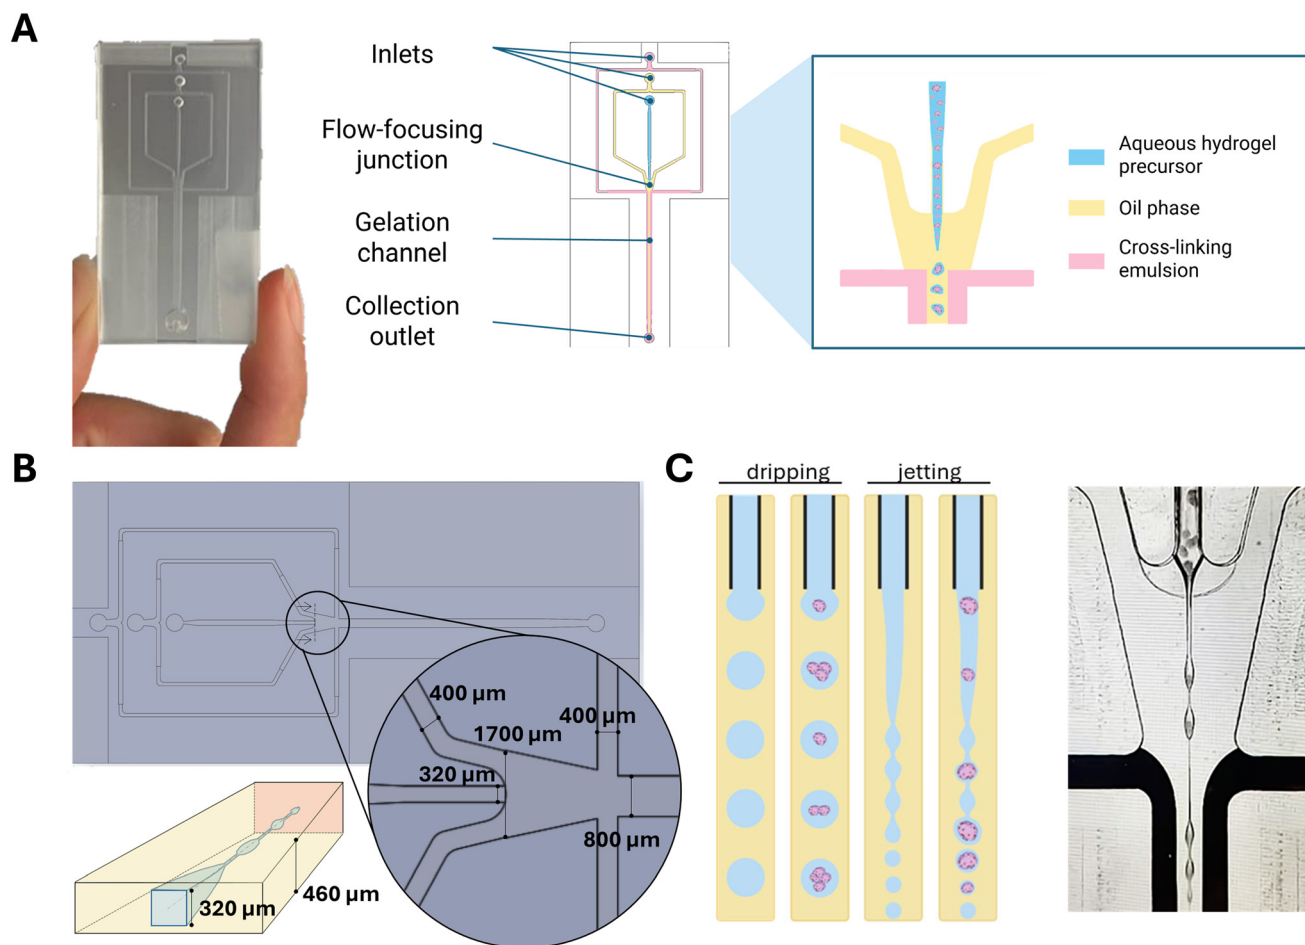 A
Inlets
Flow-focusing
junction
Gelation
channel
Collection
outlet
Aqueous hydrogel
precursor
Oil phase
Cross-linking
emulsion
B
400 µm
1700 µm
400 µm
320 µm
800 µm
460 µm
320 µm
C
dripping
jetting